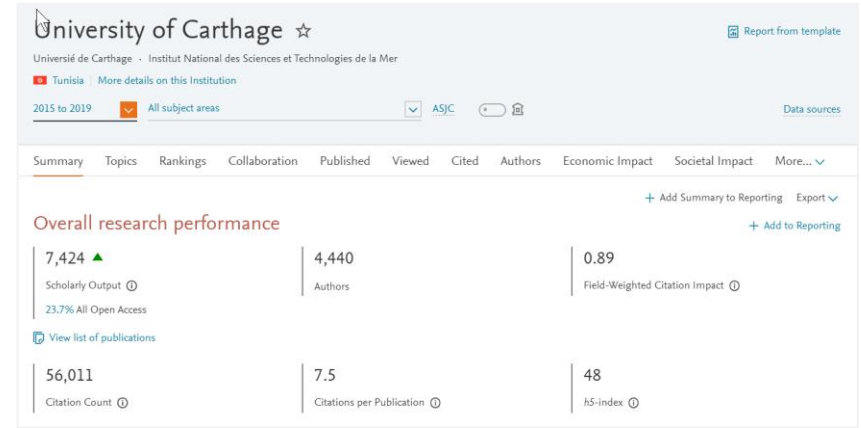 University of Carthage ☆
Report from template
Universié de Carthage · Institut National des Sciences et Technologies de la Mer
Tunisia | More details on this Institution
2015 to 2019 All subject areas ASJC Data sources
Summary Topics Rankings Collaboration Published Viewed Cited Authors Economic Impact Societal Impact More...
+ Add Summary to Reporting Export
Overall research performance
+ Add to Reporting
7,424 4,440 0.89
Scholarly Output Authors Field-Weighted Citation Impact
23.7% All Open Access
View list of publications
56,011 7.5 48
Citation Count Citations per Publication h5-index